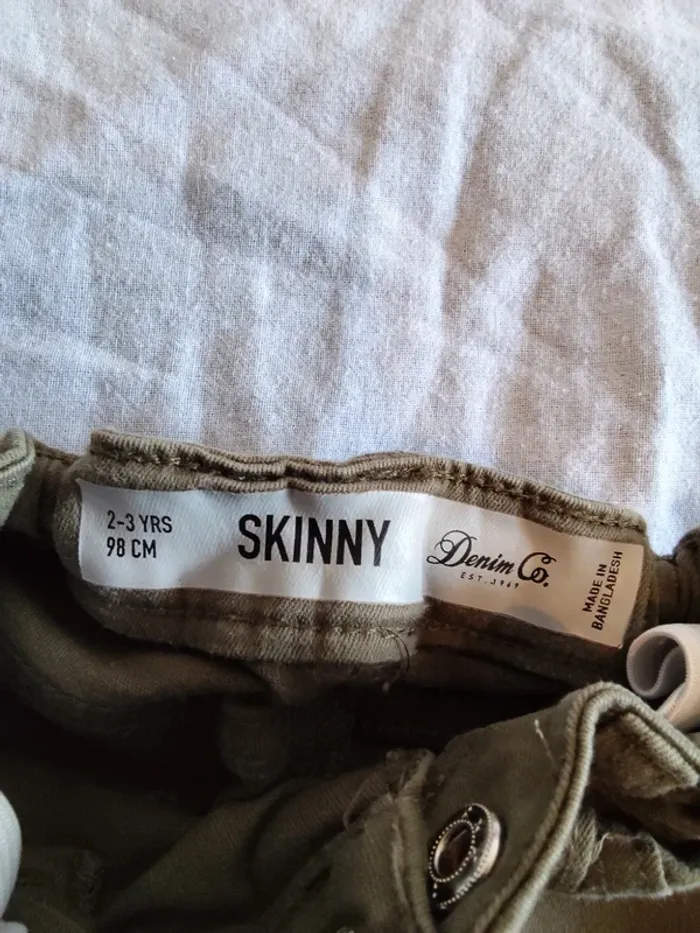 2-3 YRS
98 CM
SKINNY
Denim Co.
EST. 1969
MADE IN
BANGLADESH